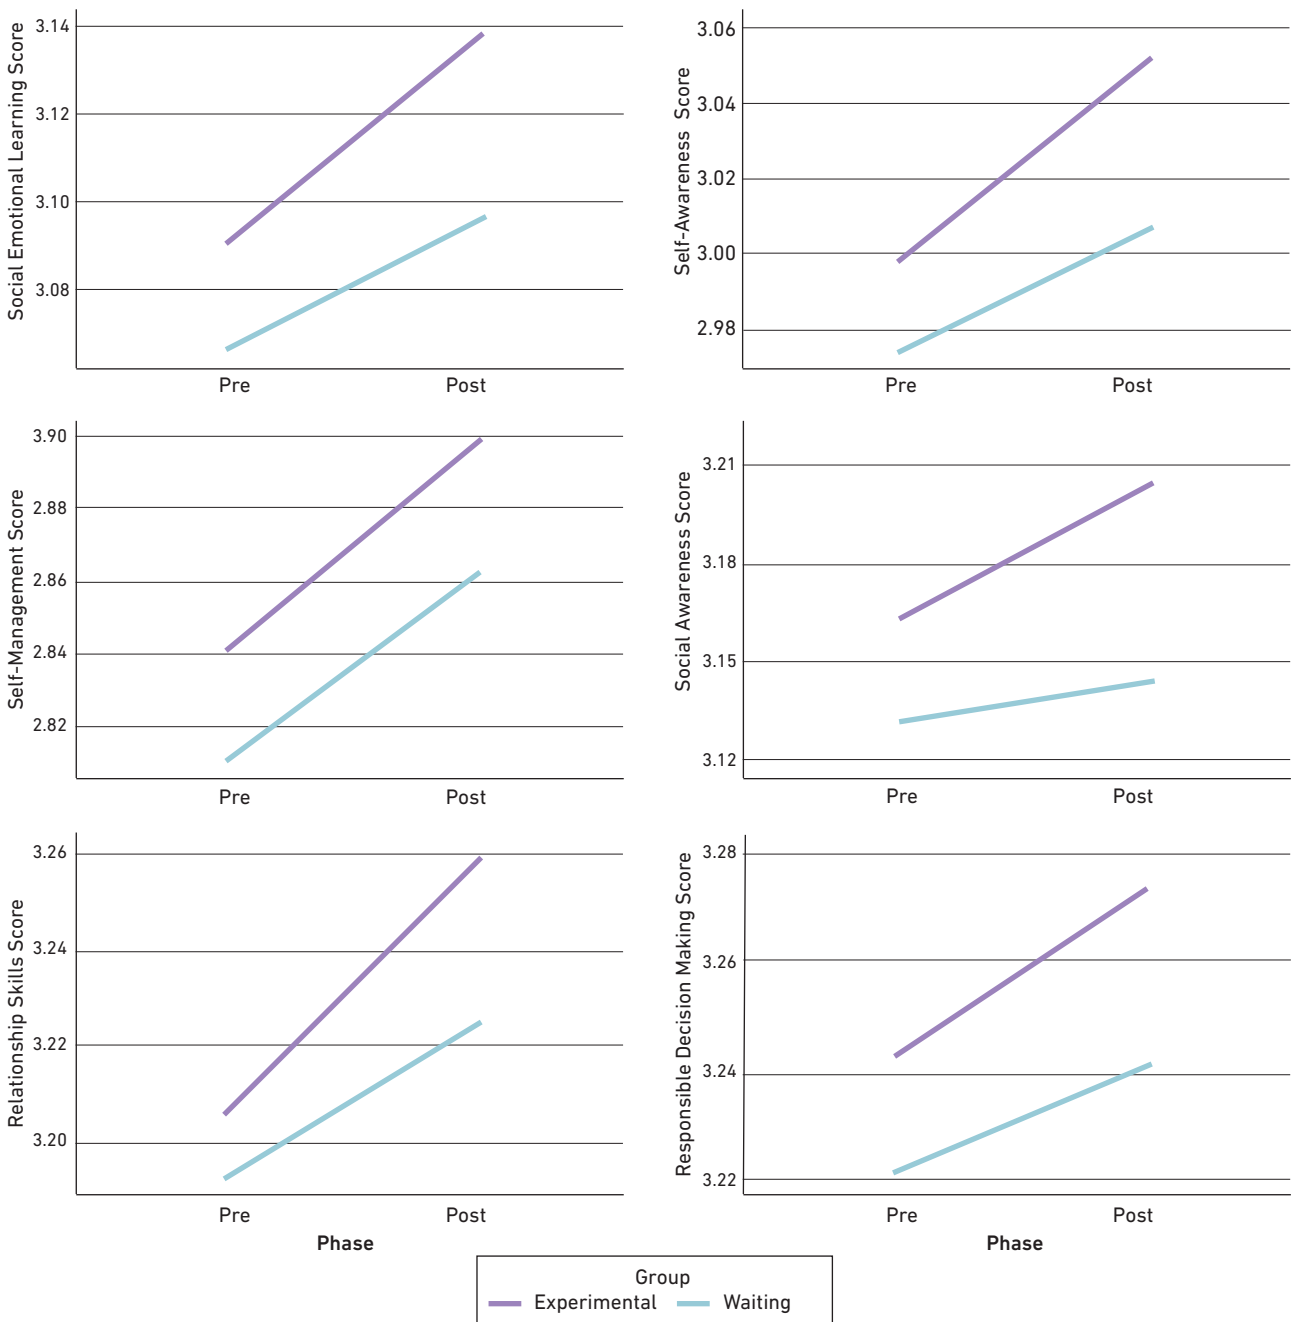 Social Emotional Learning Score
3.14
3.12
3.10
3.08
Pre Post
Self-Awareness Score
3.06
3.04
3.02
3.00
2.98
Pre Post
Self-Management Score
3.90
2.88
2.86
2.84
2.82
Pre Post
Social Awareness Score
3.21
3.18
3.15
3.12
Pre Post
Relationship Skills Score
3.26
3.24
3.22
3.20
Pre Post
Phase
Responsible Decision Making Score
3.28
3.26
3.24
3.22
Pre Post
Phase
Group
Experimental Waiting